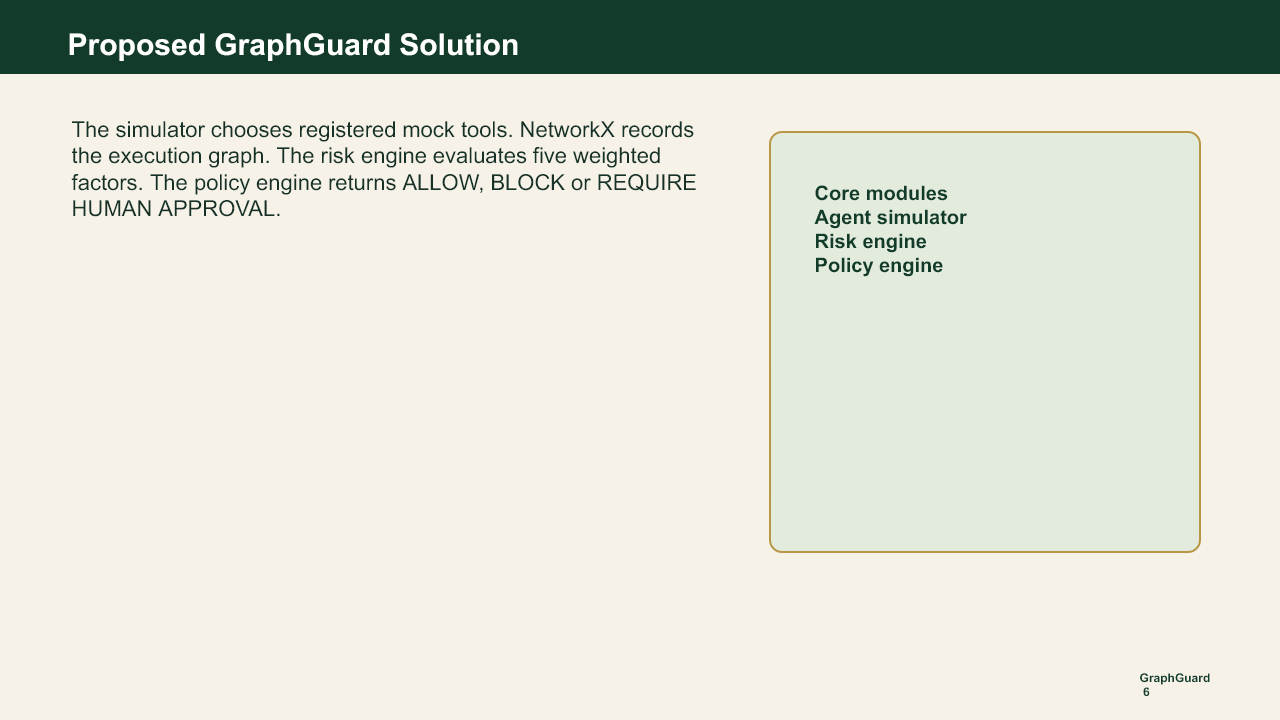 Proposed GraphGuard Solution
The simulator chooses registered mock tools. NetworkX records
the execution graph. The risk engine evaluates five weighted
factors. The policy engine returns ALLOW, BLOCK or REQUIRE
HUMAN APPROVAL.
Core modules
Agent simulator
Risk engine
Policy engine
GraphGuard
6